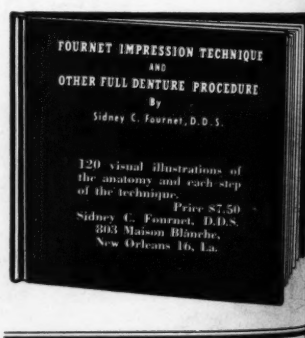 FOURNET IMPRESSION TECHNIQUE
AND
OTHER FULL DENTURE PROCEDURE
By
Sidney C. Fournet, D.D.S.
120 visual illustrations of
the anatomy and each step
of the technique.
Price $7.50
Sidney C. Fournet, D.D.S.
803 Maison Blanche,
New Orleans 16, La.